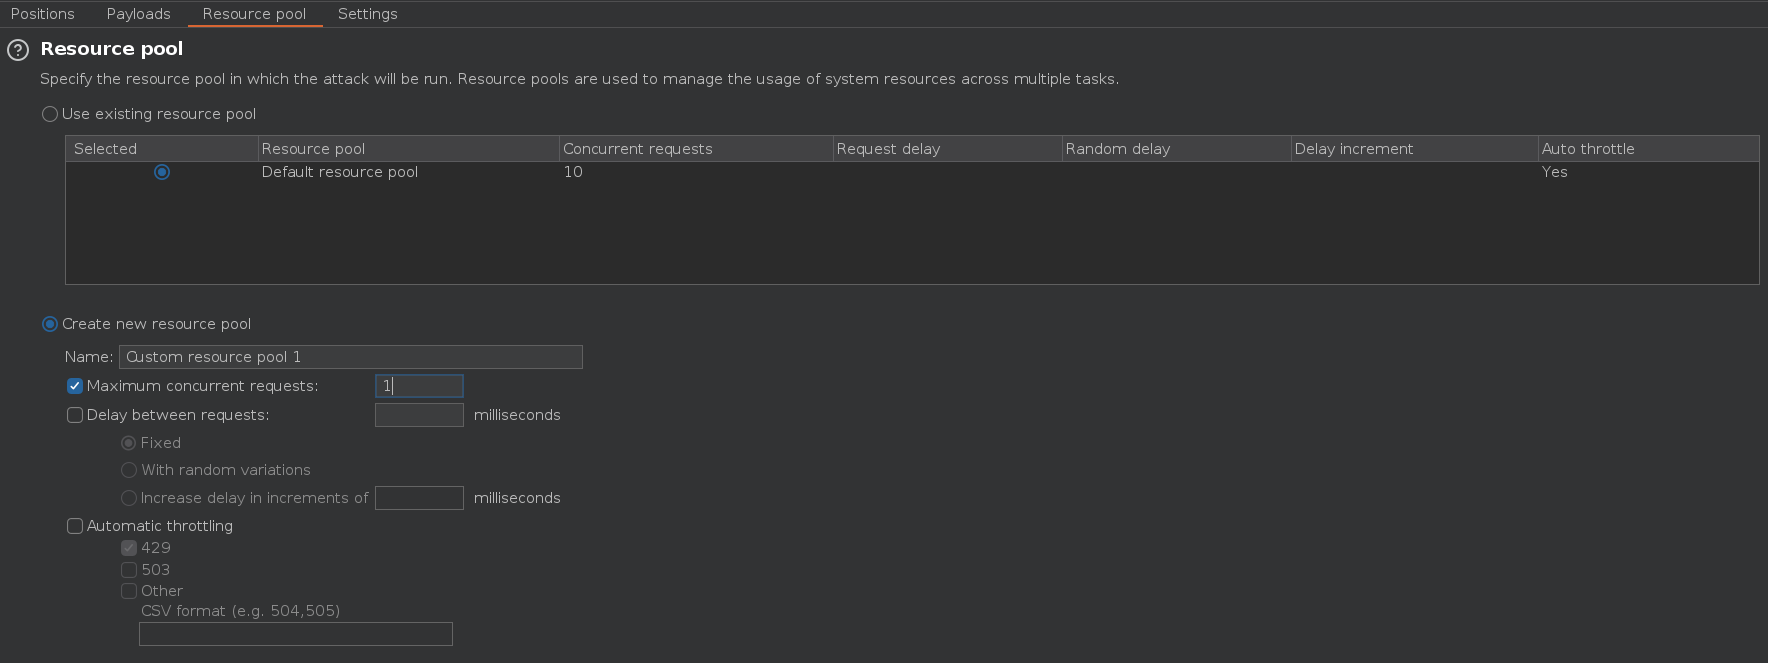 Positions Payloads Resource pool Settings
? Resource pool
Specify the resource pool in which the attack will be run. Resource pools are used to manage the usage of system resources across multiple tasks.
Use existing resource pool
Selected Resource pool Concurrent requests Request delay Random delay Delay increment Auto throttle
Default resource pool 10 Yes
Create new resource pool
Name: Custom resource pool 1
Maximum concurrent requests: 1
Delay between requests: milliseconds
Fixed
With random variations
Increase delay in increments of milliseconds
Automatic throttling
429
503
Other
CSV format (e.g. 504,505)